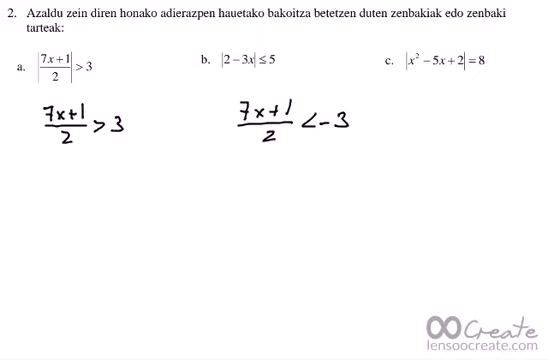 2. Azaldu zein diren honako adierazpen hauetako bakoitza betetzen duten zenbakiak edo zenbaki
tarteak:
a. |(7x+1)/2| > 3    b. |2−3x| ≤ 5    c. |x² −5x+2| = 8
(7x+1)/2 > 3    (7x+1)/2 < −3
Create
lensoocreate.com